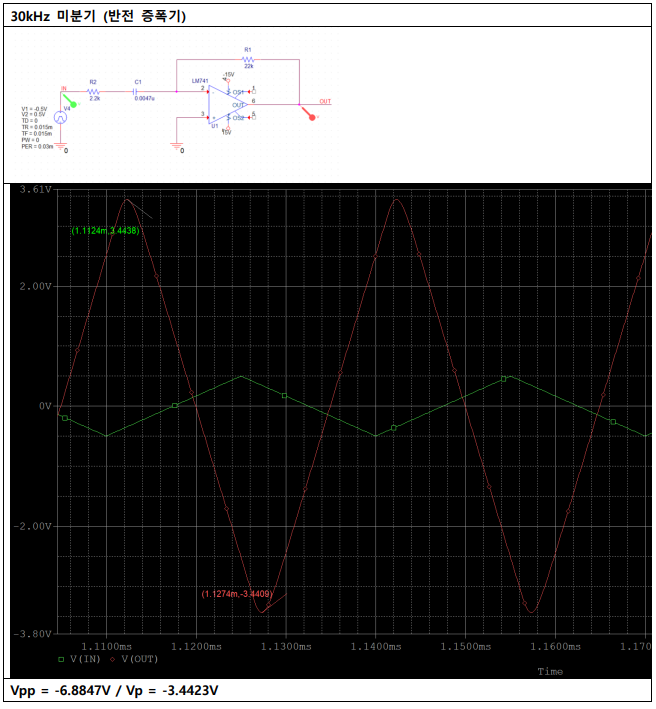 30kHz 미분기 (반전 증폭기)
R1
22k
R2
2.2k
C1
0.0047u
LM741
-15V
OS1
OUT
OS2
15V
U1
2
3
1
6
5
IN
OUT
V4
V1 = -0.5V
V2 = 0.5V
TD = 0
TR = 0.015m
TF = 0.015m
PW = 0
PER = 0.03m
0
0
3.61V
(1.1124m,3.4438)
2.00V
0V
-2.00V
(1.1274m,-3.4409)
-3.80V
1.1100ms 1.1200ms 1.1300ms 1.1400ms 1.1500ms 1.1600ms 1.170
V(IN) V(OUT)
Time
Vpp = -6.8847V / Vp = -3.4423V